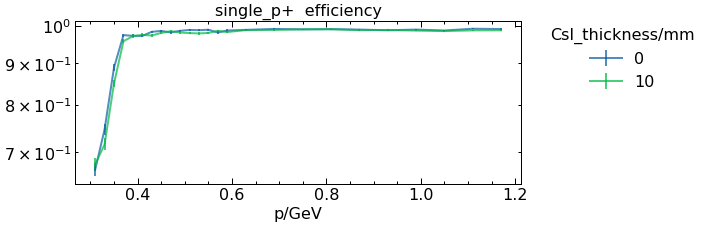 single_p+ efficiency
10⁰
9 × 10⁻¹
8 × 10⁻¹
7 × 10⁻¹
0.4 0.6 0.8 1.0 1.2
p/GeV
CsI_thickness/mm
0
10